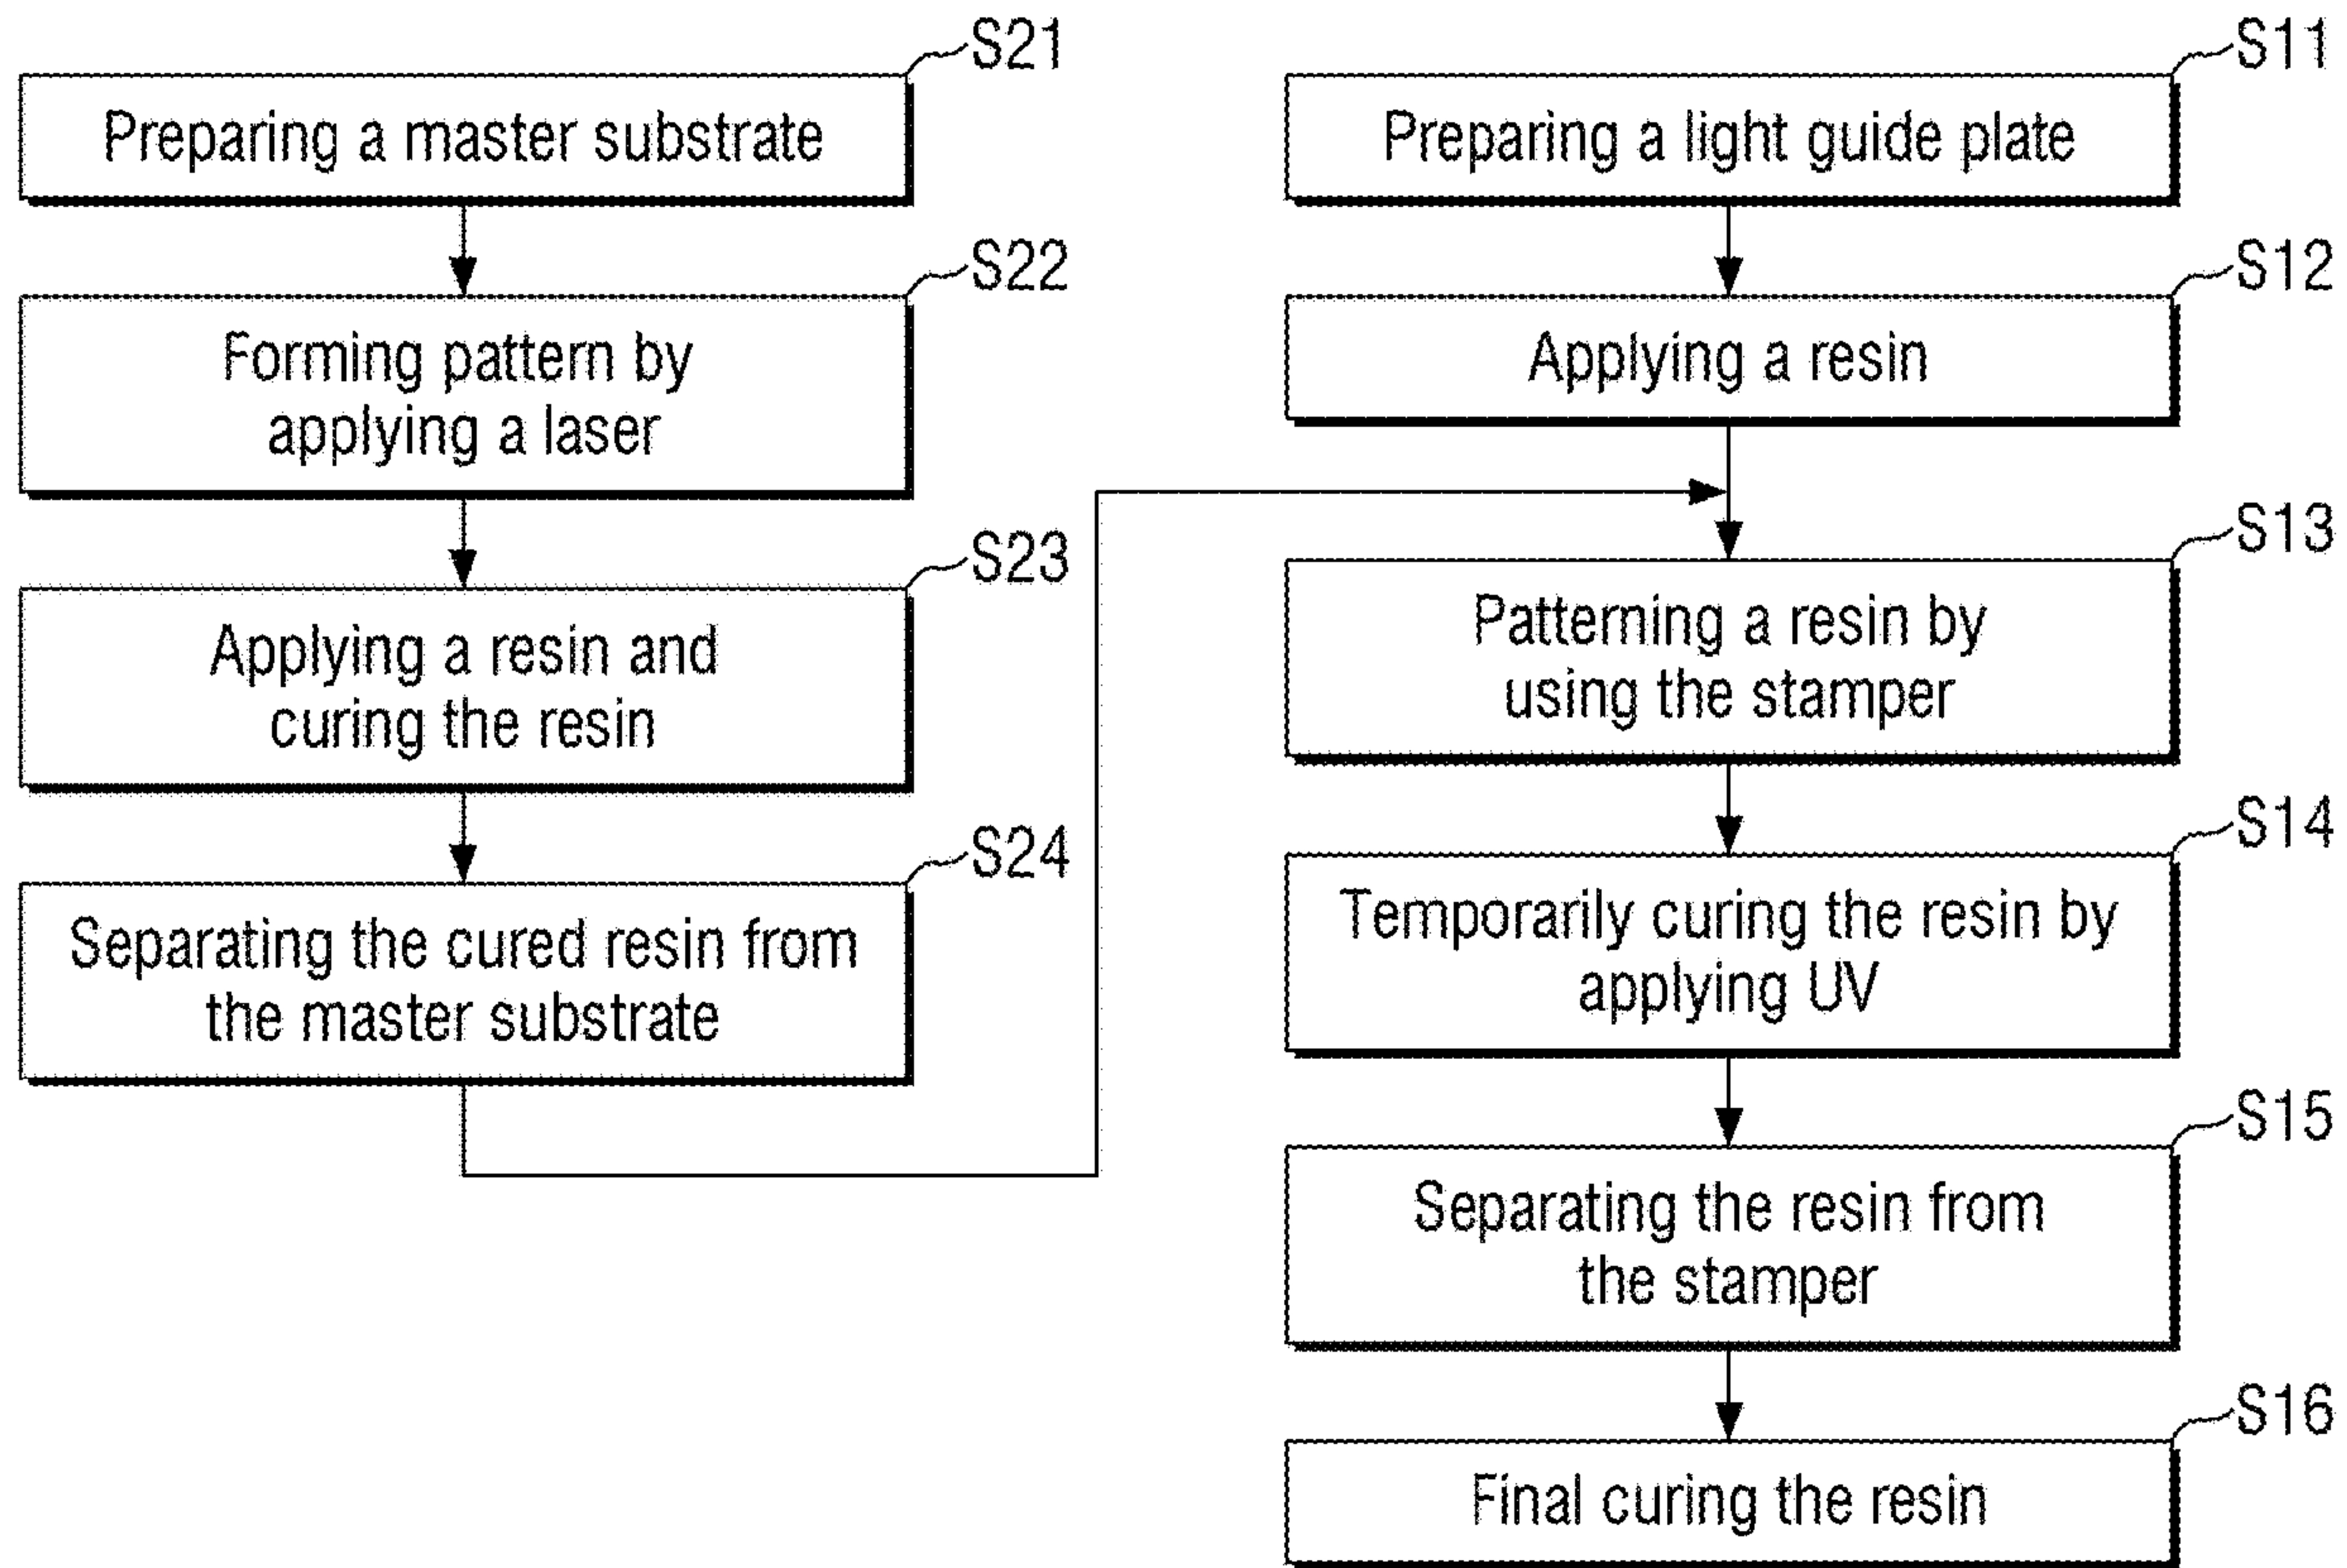 S21
Preparing a master substrate
S22
Forming pattern by
applying a laser
S23
Applying a resin and
curing the resin
S24
Separating the cured resin from
the master substrate
S11
Preparing a light guide plate
S12
Applying a resin
S13
Patterning a resin by
using the stamper
S14
Temporarily curing the resin by
applying UV
S15
Separating the resin from
the stamper
S16
Final curing the resin